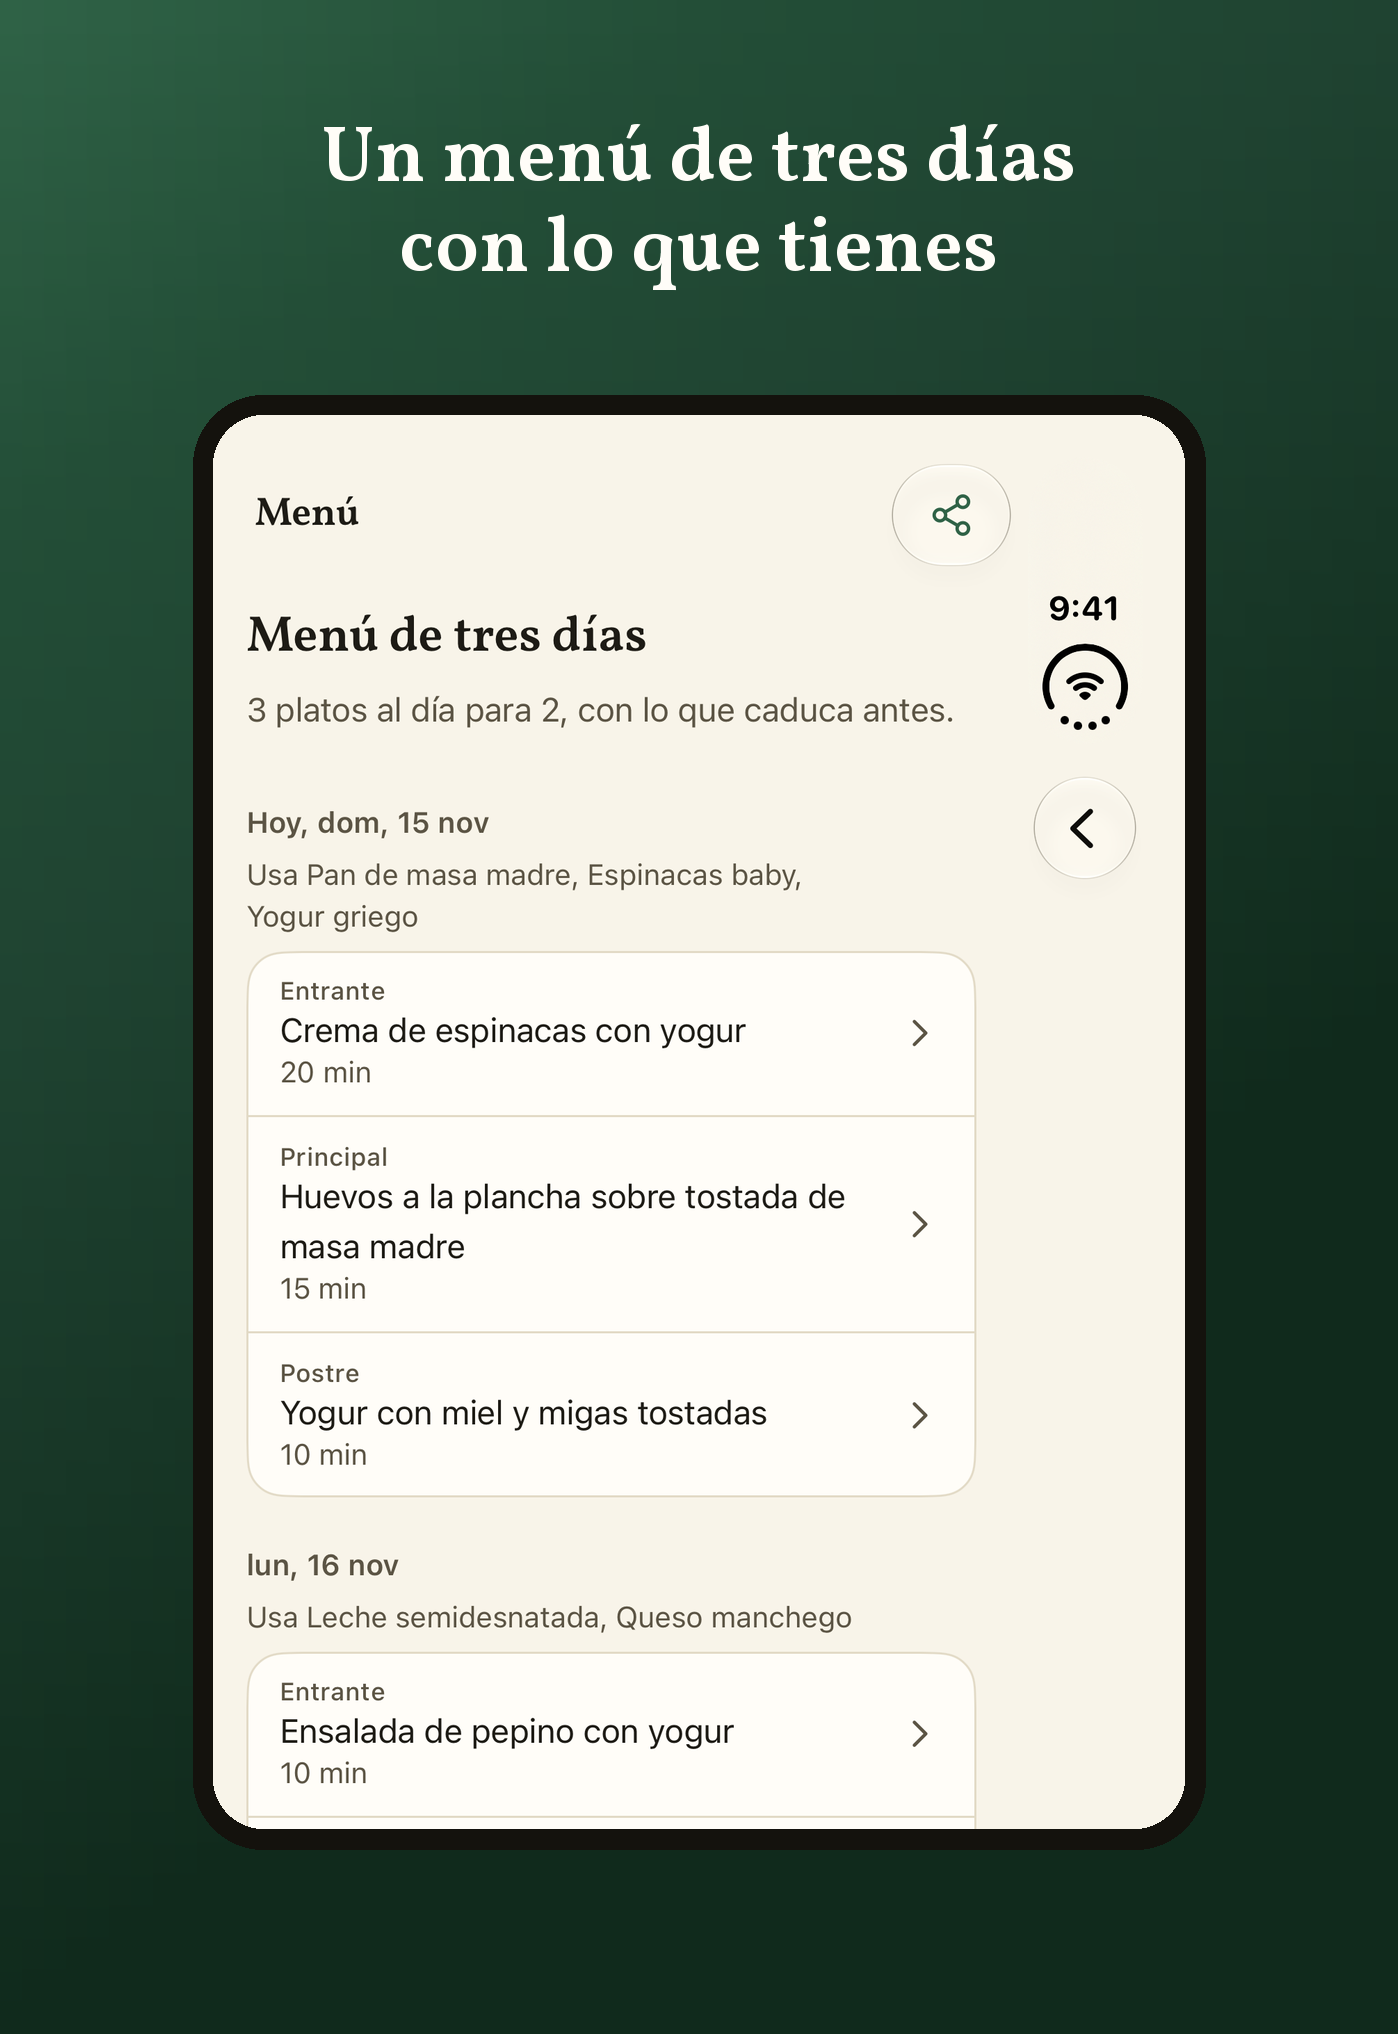 Un menú de tres días
con lo que tienes
Menú
9:41
Menú de tres días
3 platos al día para 2, con lo que caduca antes.
Hoy, dom, 15 nov
Usa Pan de masa madre, Espinacas baby,
Yogur griego
Entrante
Crema de espinacas con yogur
20 min
Principal
Huevos a la plancha sobre tostada de
masa madre
15 min
Postre
Yogur con miel y migas tostadas
10 min
lun, 16 nov
Usa Leche semidesnatada, Queso manchego
Entrante
Ensalada de pepino con yogur
10 min